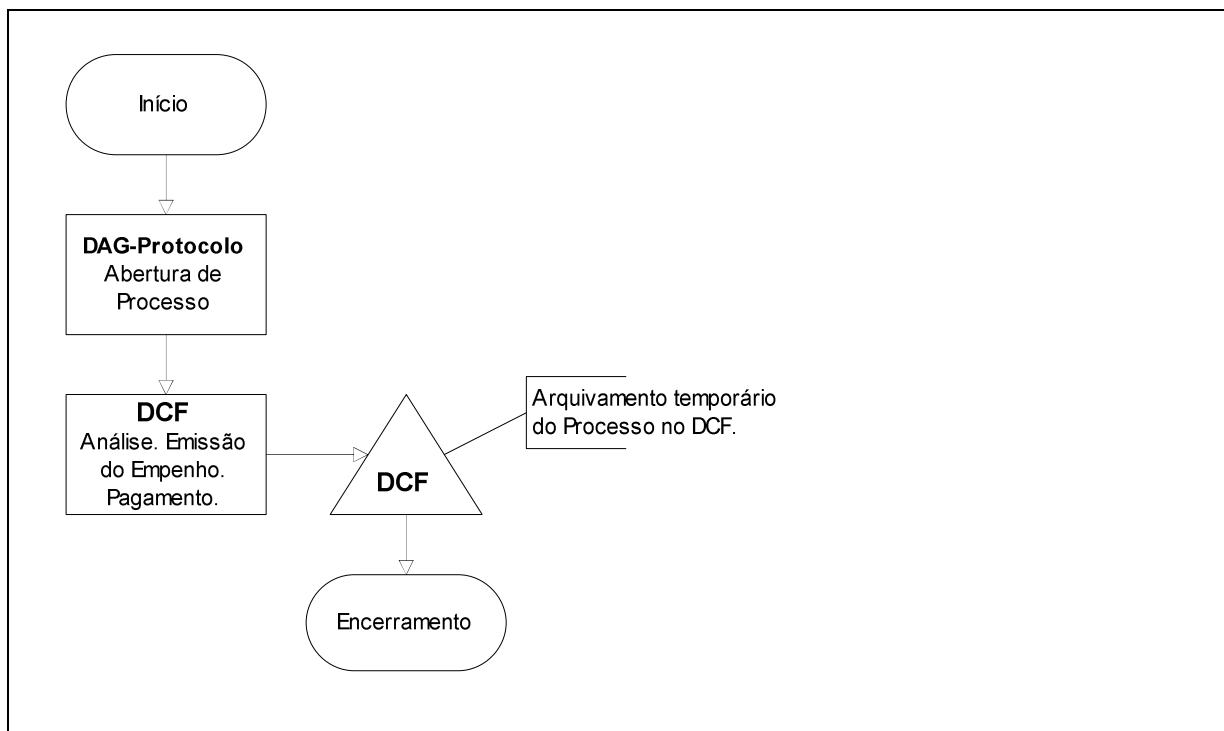 Início
DAG-Protocolo
Abertura de
Processo
DCF
Análise. Emissão
do Empenho.
Pagamento.
DCF
Arquivamento temporário
do Processo no DCF.
Encerramento